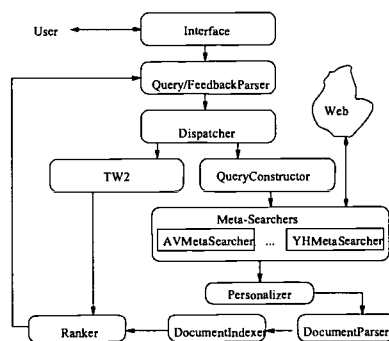 User
Interface
Query/FeedbackParser
Web
Dispatcher
TW2
QueryConstructor
Meta-Searchers
AVMetaSearcher ... YHMetaSearcher
Personalizer
Ranker
DocumentIndexer
DocumentParser